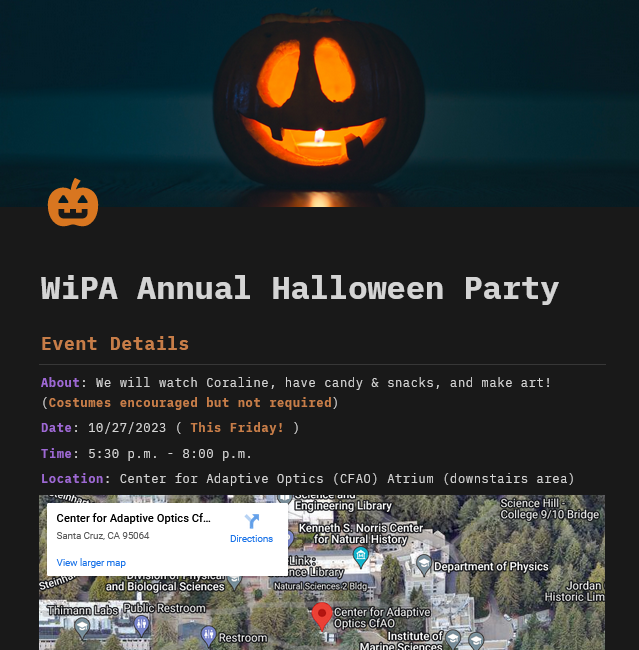 WiPA Annual Halloween Party
Event Details
About: We will watch Coraline, have candy & snacks, and make art!
(Costumes encouraged but not required)
Date: 10/27/2023 ( This Friday! )
Time: 5:30 p.m. - 8:00 p.m.
Location: Center for Adaptive Optics (CFAO) Atrium (downstairs area)
Center for Adaptive Optics Cf...
Santa Cruz, CA 95064
Directions
View larger map
Steinhart
Science and
Engineering Library
Science Hill -
College 9/10 Bridge
Kenneth S. Norris Center
for Natural History
Link:
nce Library
Natural Sciences 2 Bldg
Department of Physics
Steinha
Division of Physical
and Biological Sciences
Jordan
Historic Lim
Thimann Labs
Public Restroom
Center for Adaptive
Optics CfAO
Restroom
Institute of
Marine Sciences